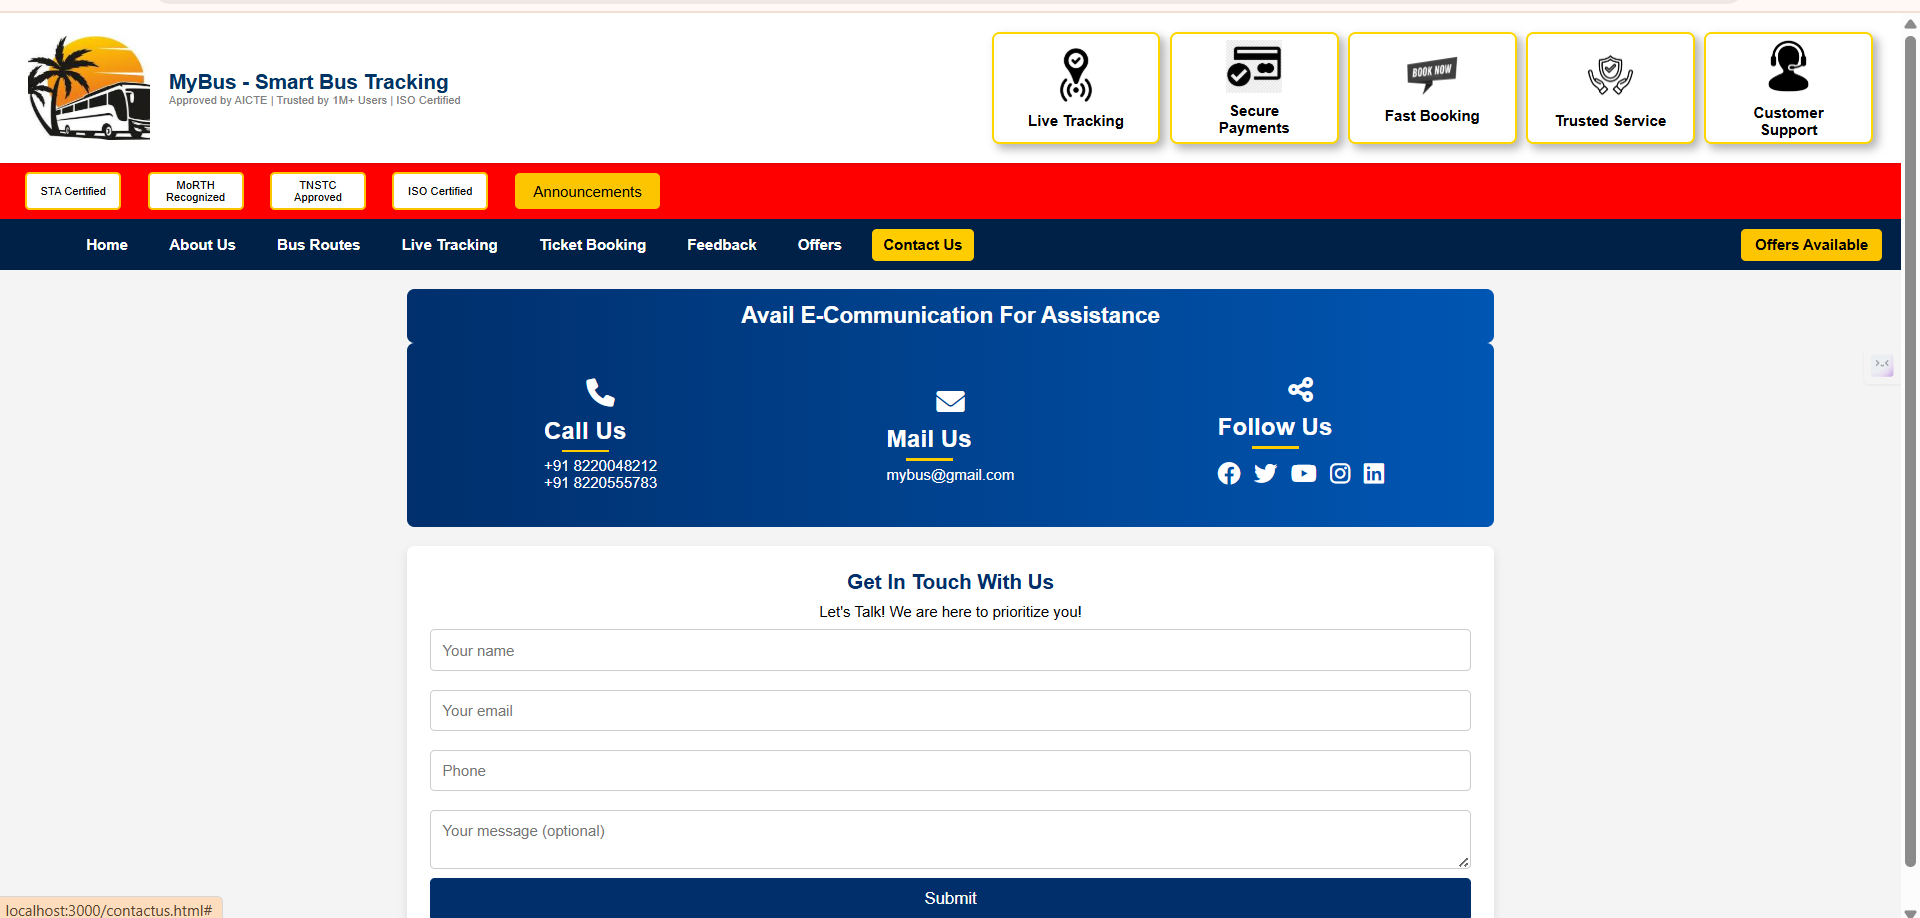 MyBus - Smart Bus Tracking
Approved by AICTE | Trusted by 1M+ Users | ISO Certified
Live Tracking
Secure
Payments
BOOK NOW
Fast Booking
Trusted Service
Customer
Support
STA Certified
MoRTH
Recognized
TNSTC
Approved
ISO Certified
Announcements
Home
About Us
Bus Routes
Live Tracking
Ticket Booking
Feedback
Offers
Contact Us
Offers Available
Avail E-Communication For Assistance
Call Us
+91 8220048212
+91 8220555783
Mail Us
mybus@gmail.com
Follow Us
Get In Touch With Us
Let's Talk! We are here to prioritize you!
Your name
Your email
Phone
Your message (optional)
Submit
localhost:3000/contactus.html#